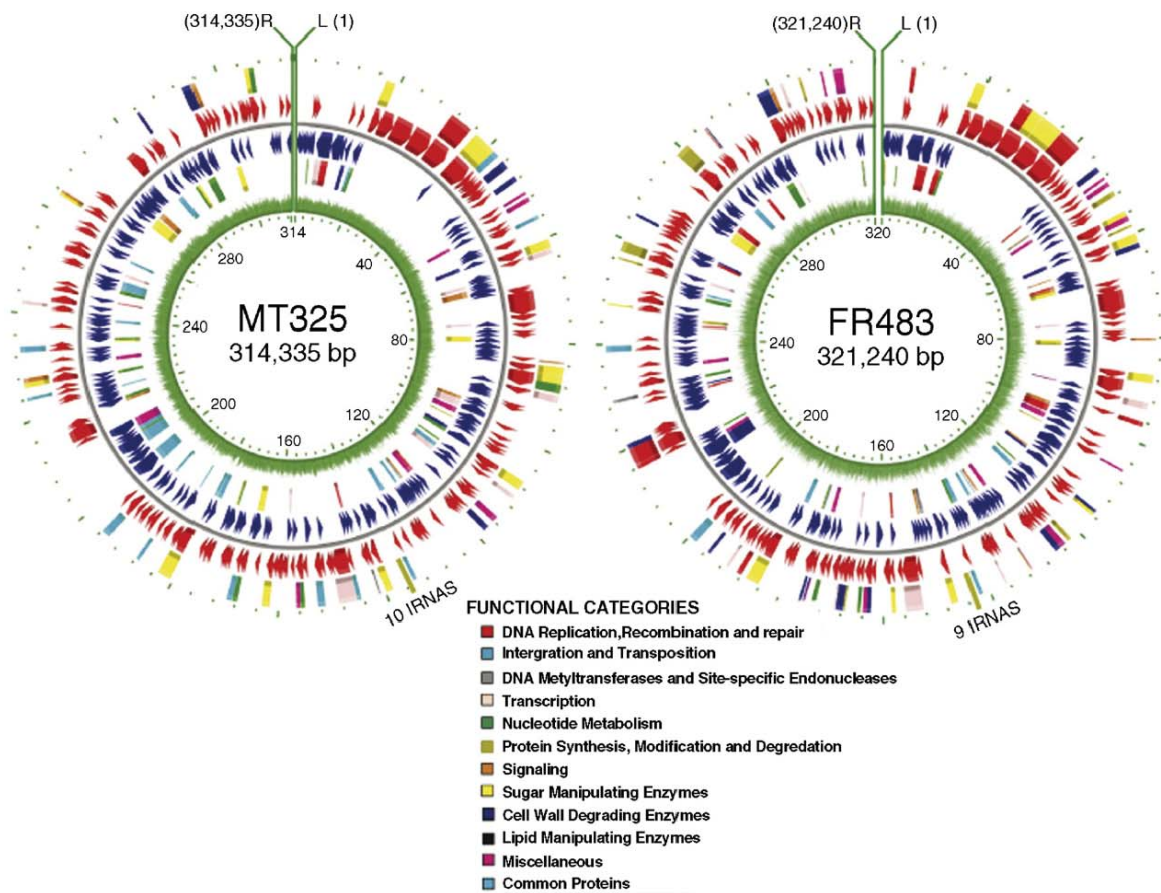 (314,335)R L (1)
314
40
80
120
160
200
240
280
MT325
314,335 bp
10 tRNAS
(321,240)R L (1)
320
40
80
120
160
200
240
280
FR483
321,240 bp
9 tRNAS
FUNCTIONAL CATEGORIES
DNA Replication,Recombination and repair
Intergration and Transposition
DNA Metyltransferases and Site-specific Endonucleases
Transcription
Nucleotide Metabolism
Protein Synthesis, Modification and Degredation
Signaling
Sugar Manipulating Enzymes
Cell Wall Degrading Enzymes
Lipid Manipulating Enzymes
Miscellaneous
Common Proteins